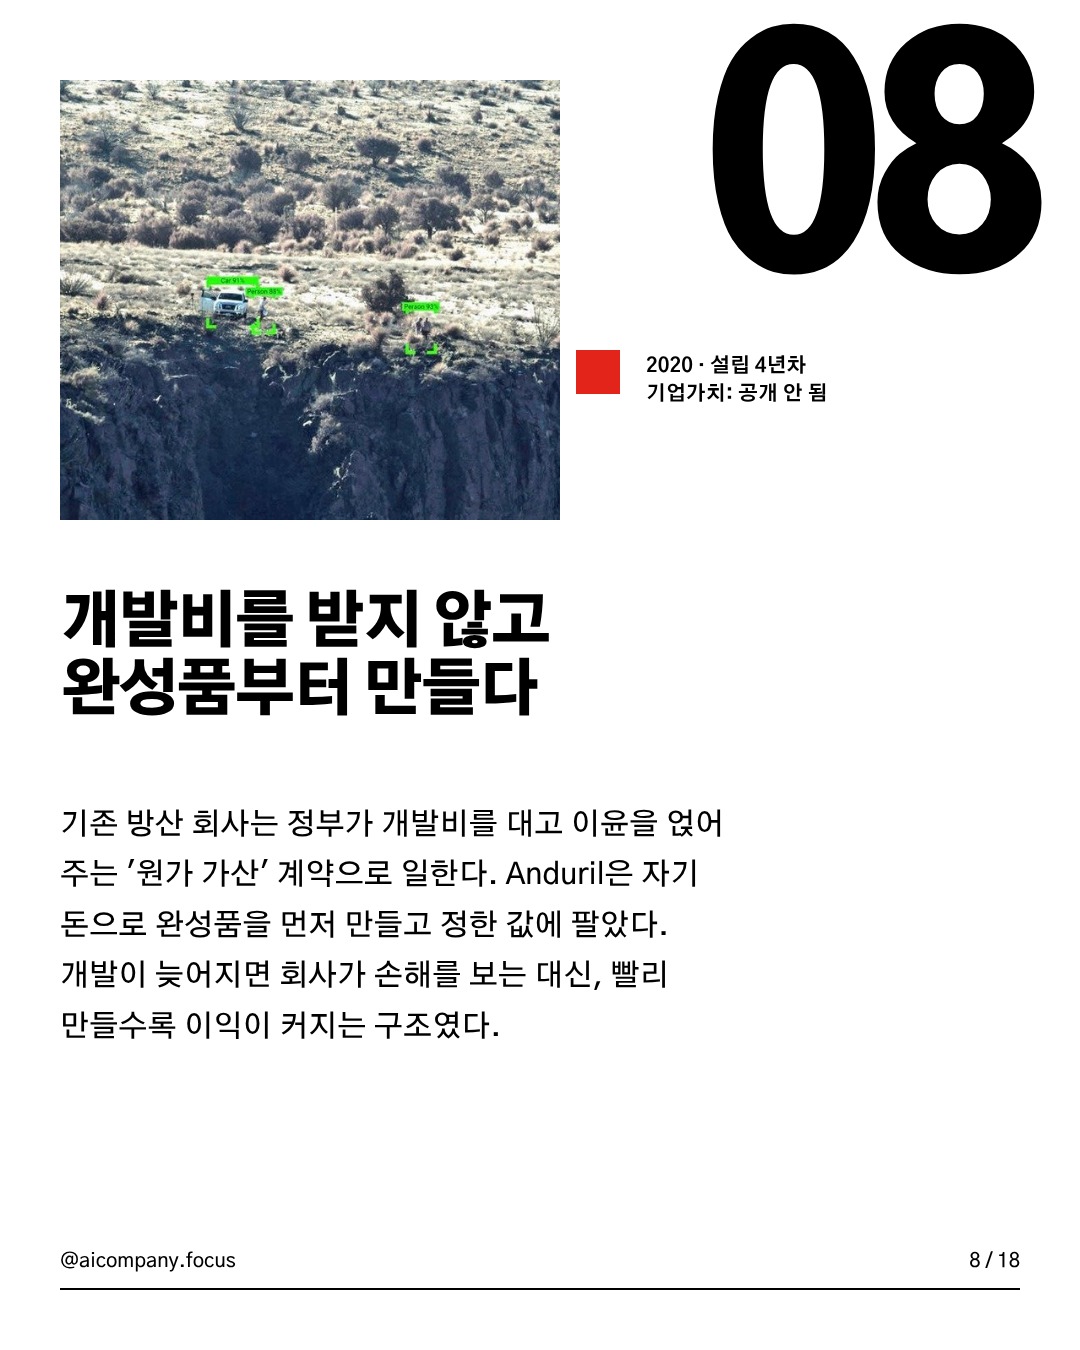 08
Car 91%
Person 88%
Person 93%
2020 · 설립 4년차
기업가치: 공개 안 됨
개발비를 받지 않고
완성품부터 만들다
기존 방산 회사는 정부가 개발비를 대고 이윤을 얹어
주는 '원가 가산' 계약으로 일한다. Anduril은 자기
돈으로 완성품을 먼저 만들고 정한 값에 팔았다.
개발이 늦어지면 회사가 손해를 보는 대신, 빨리
만들수록 이익이 커지는 구조였다.
@aicompany.focus
8 / 18